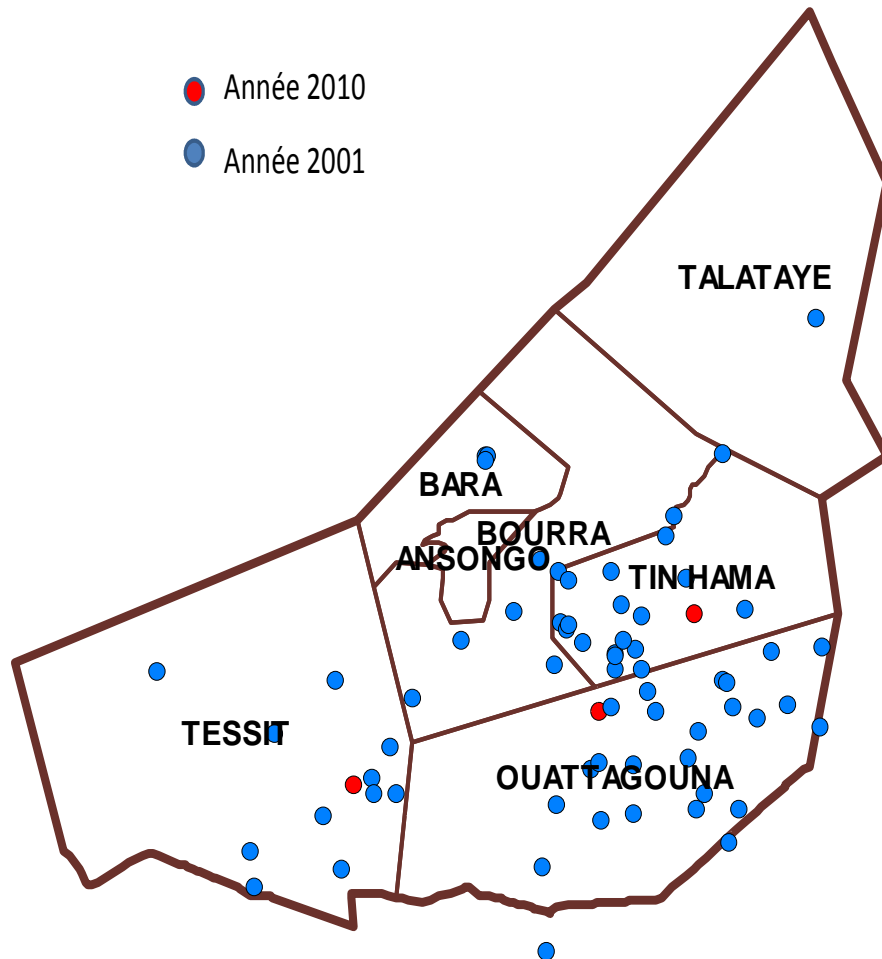 Année 2010
Année 2001
TALATAYE
BARA
BOURRA
ANSONGO
TIN HAMA
TESSIT
OUATTAGOUNA